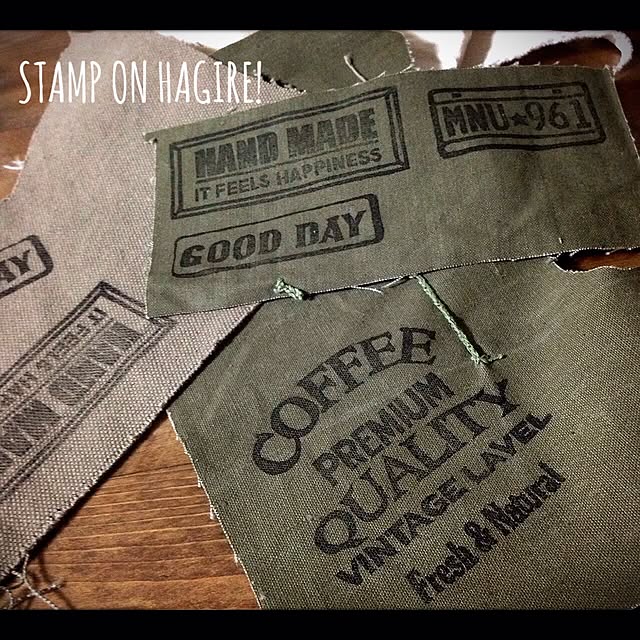 STAMP ON HAGIRE!
HAND MADE
IT FEELS HAPPINESS
MNU★961
GOOD DAY
AY
COFFEE
PREMIUM
QUALITY
VINTAGE LAVEL
Fresh & Natural